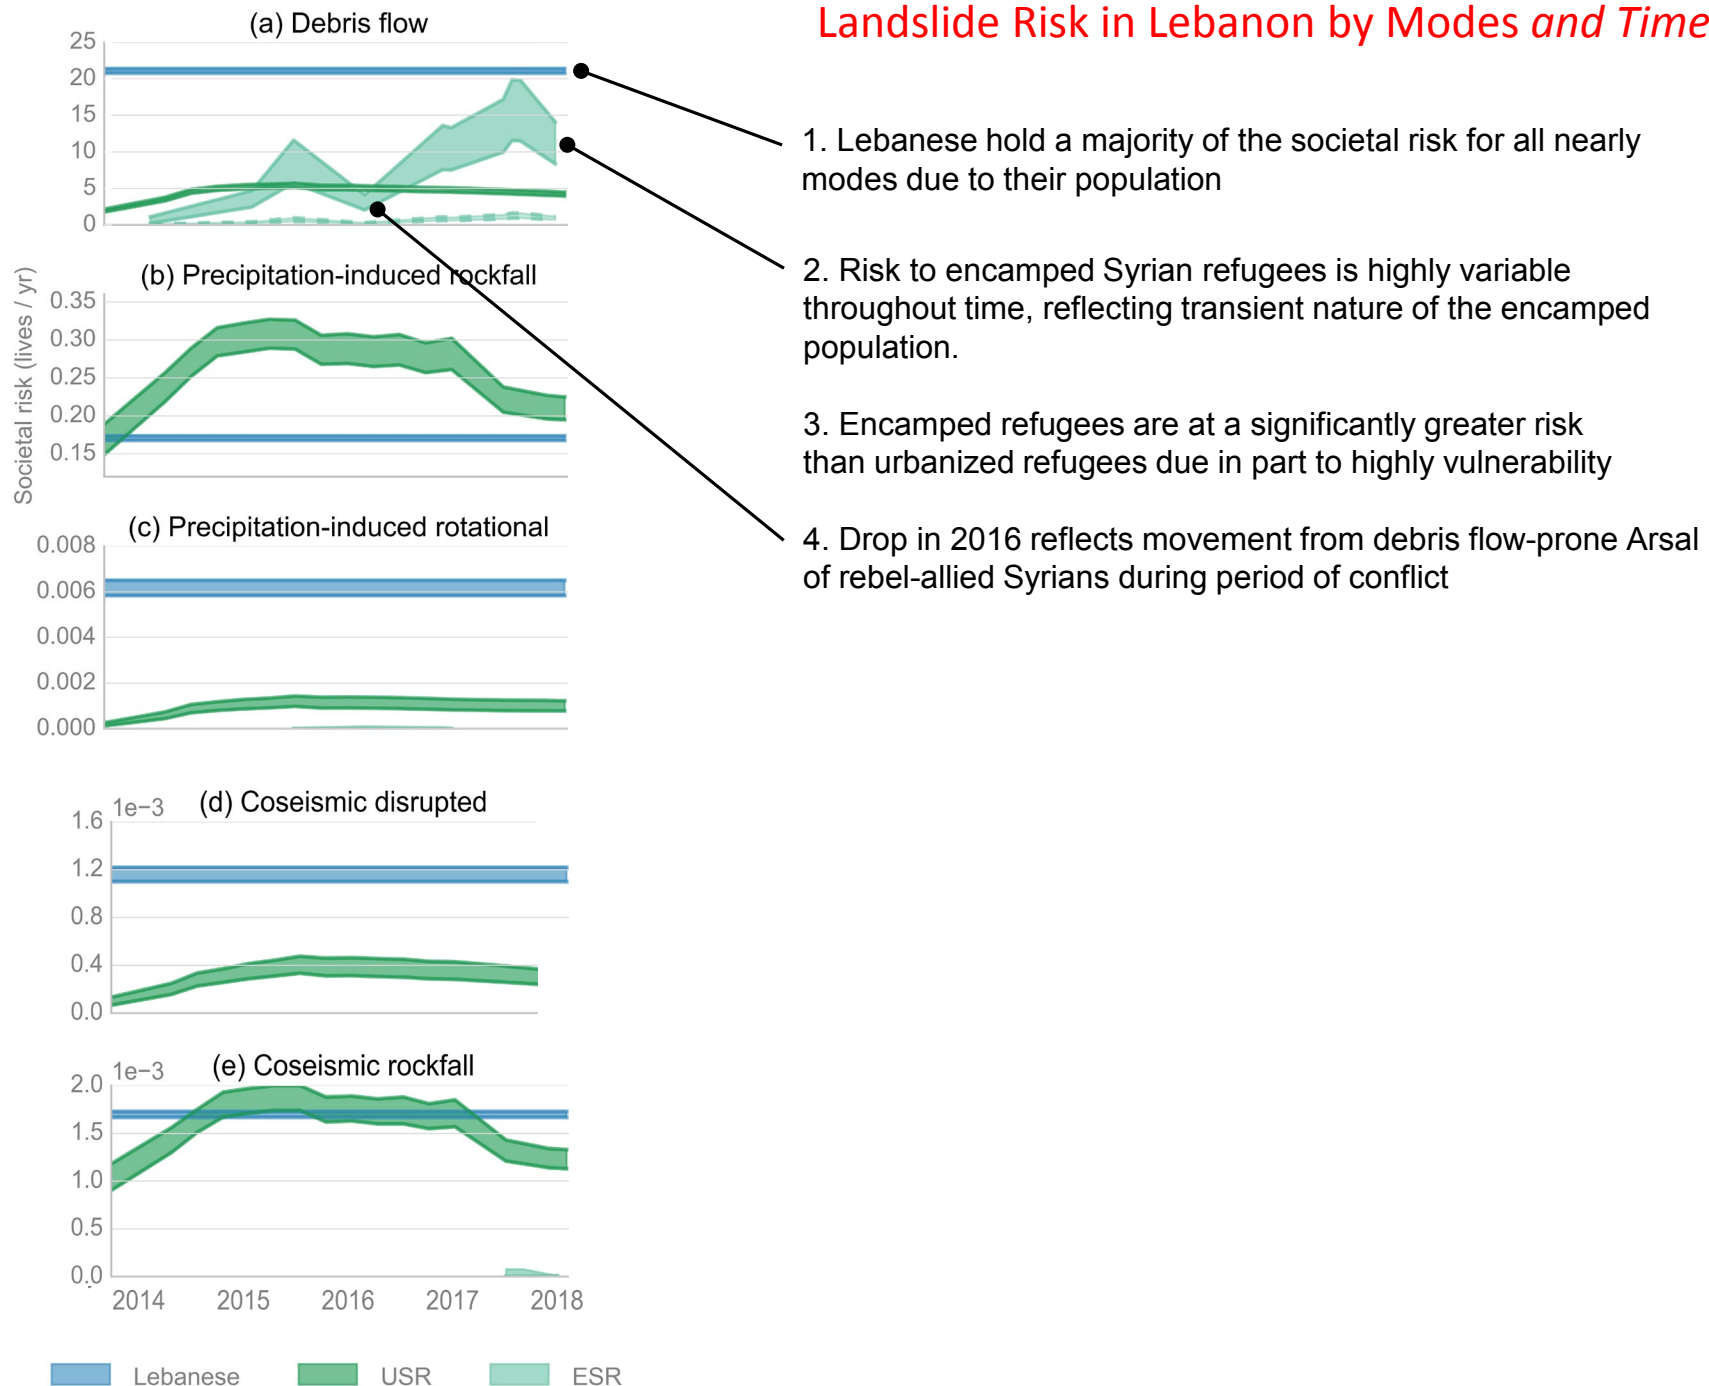 Landslide Risk in Lebanon by Modes and Time
(a) Debris flow
25
20
15
10
5
0
(b) Precipitation-induced rockfall
0.35
0.30
0.25
0.20
0.15
Societal risk (lives / yr)
(c) Precipitation-induced rotational
0.008
0.006
0.004
0.002
0.000
(d) Coseismic disrupted
1e−3
1.6
1.2
0.8
0.4
0.0
(e) Coseismic rockfall
1e−3
2.0
1.5
1.0
0.5
0.0
2014 2015 2016 2017 2018
Lebanese USR ESR
1. Lebanese hold a majority of the societal risk for all nearly
modes due to their population
2. Risk to encamped Syrian refugees is highly variable
throughout time, reflecting transient nature of the encamped
population.
3. Encamped refugees are at a significantly greater risk
than urbanized refugees due in part to highly vulnerability
4. Drop in 2016 reflects movement from debris flow-prone Arsal
of rebel-allied Syrians during period of conflict